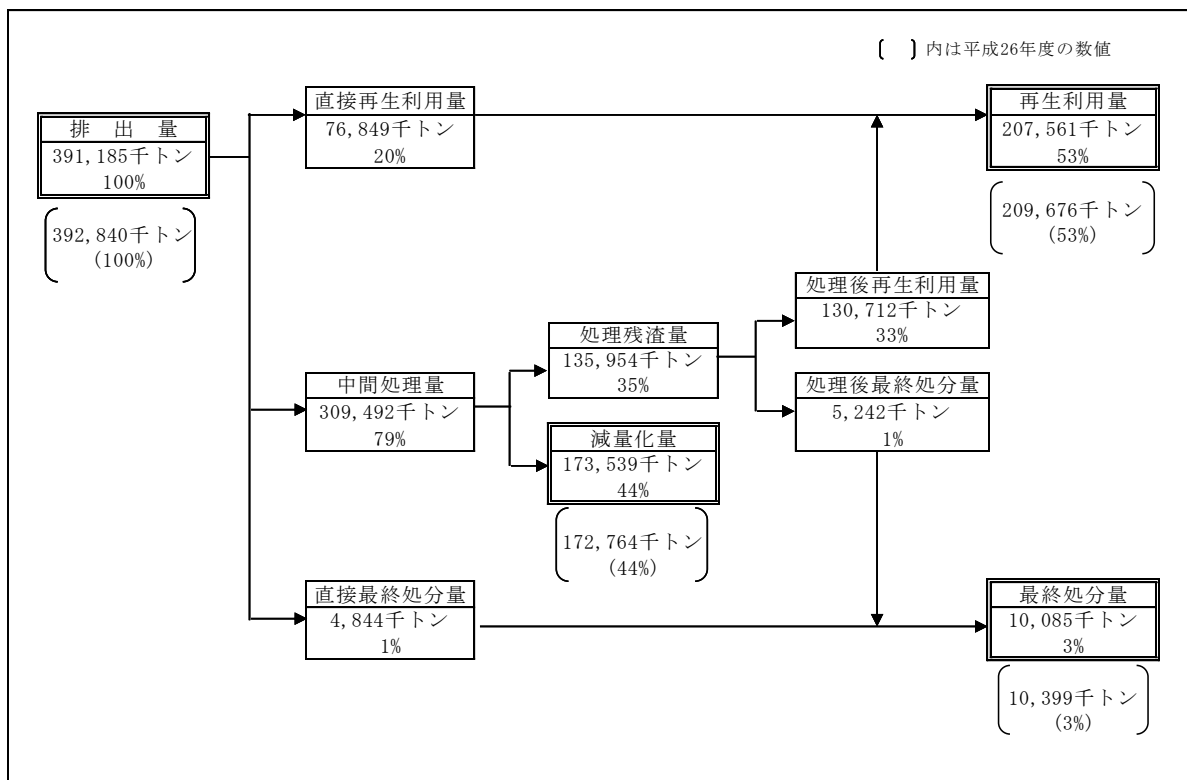 〔　〕内は平成26年度の数値
排　出　量
391,185千トン
100%
392,840千トン
(100%)
直接再生利用量
76,849千トン
20%
中間処理量
309,492千トン
79%
直接最終処分量
4,844千トン
1%
処理残渣量
135,954千トン
35%
減量化量
173,539千トン
44%
172,764千トン
(44%)
処理後再生利用量
130,712千トン
33%
処理後最終処分量
5,242千トン
1%
再生利用量
207,561千トン
53%
209,676千トン
(53%)
最終処分量
10,085千トン
3%
10,399千トン
(3%)